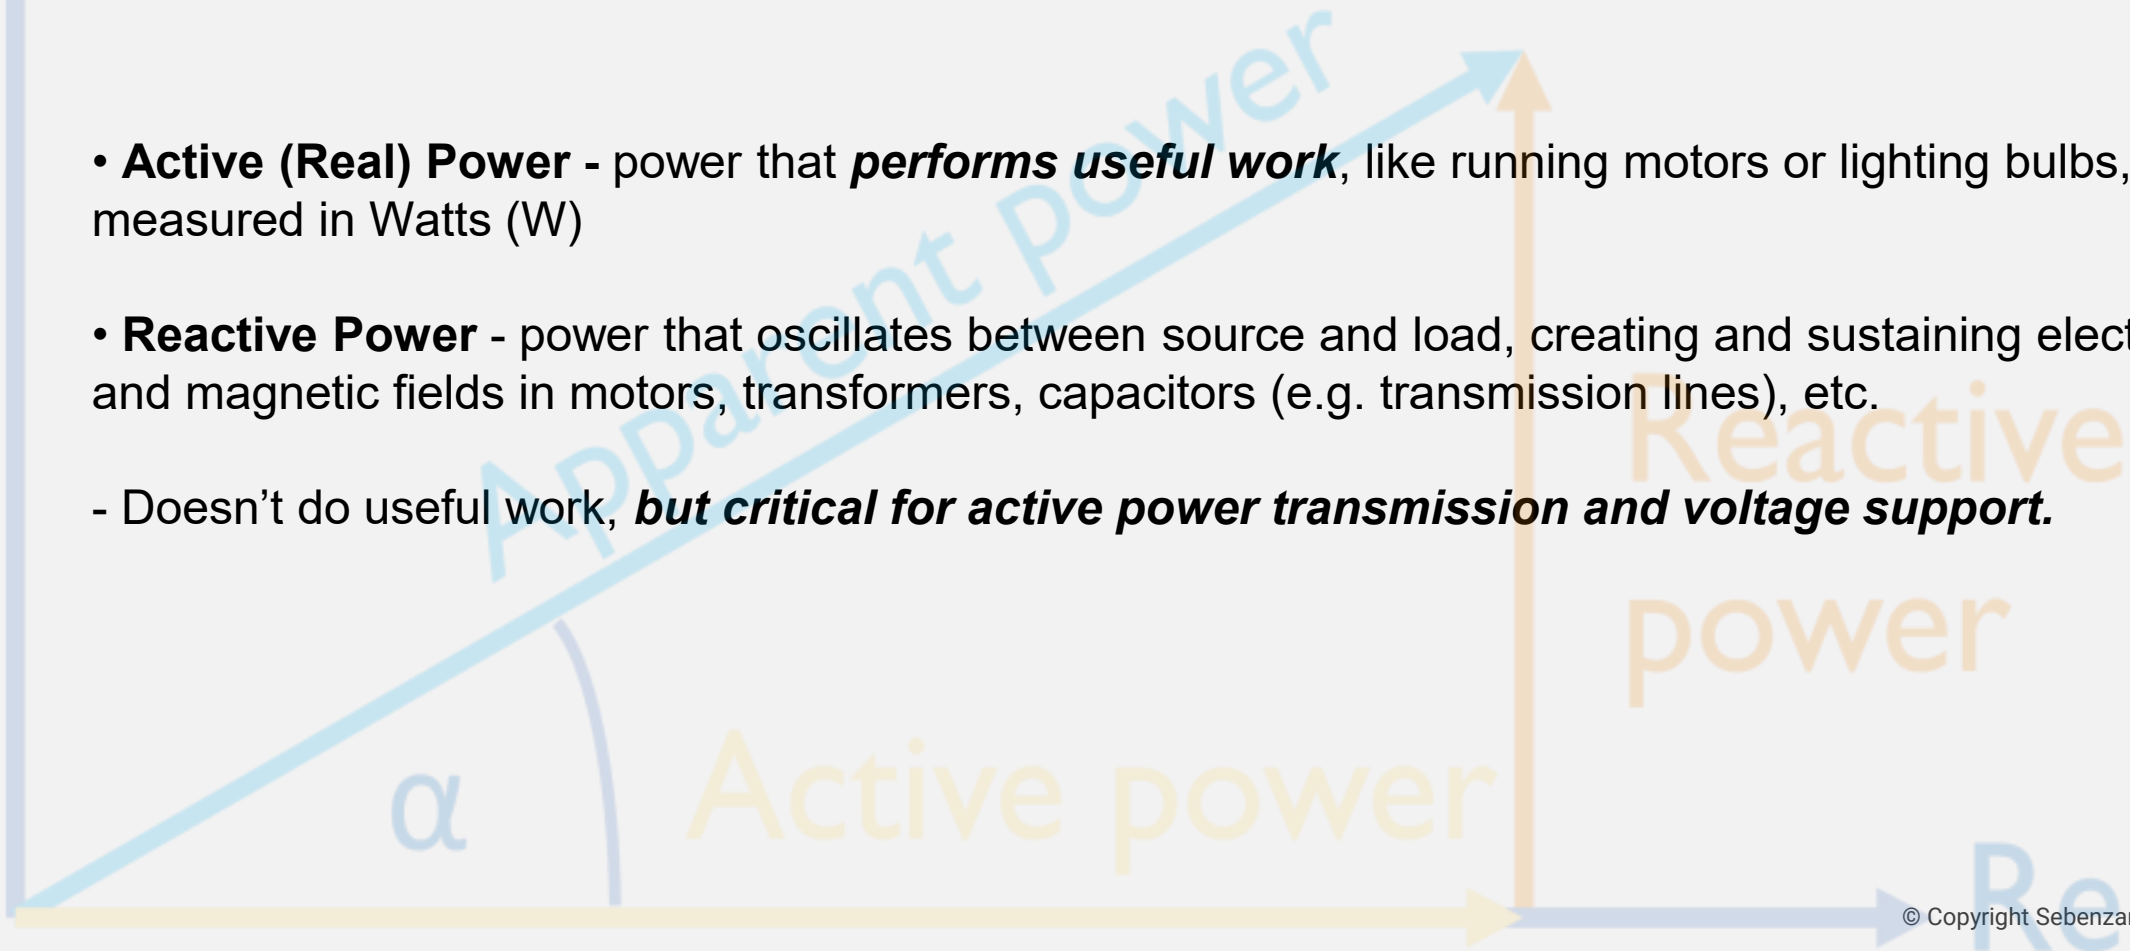 • Active (Real) Power - power that performs useful work, like running motors or lighting bulbs,
measured in Watts (W)
• Reactive Power - power that oscillates between source and load, creating and sustaining
and magnetic fields in motors, transformers, capacitors (e.g. transmission lines), etc.
- Doesn’t do useful work, but critical for active power transmission and voltage support.
Apparent power
Reactive
power
α
Active power
© Copyright